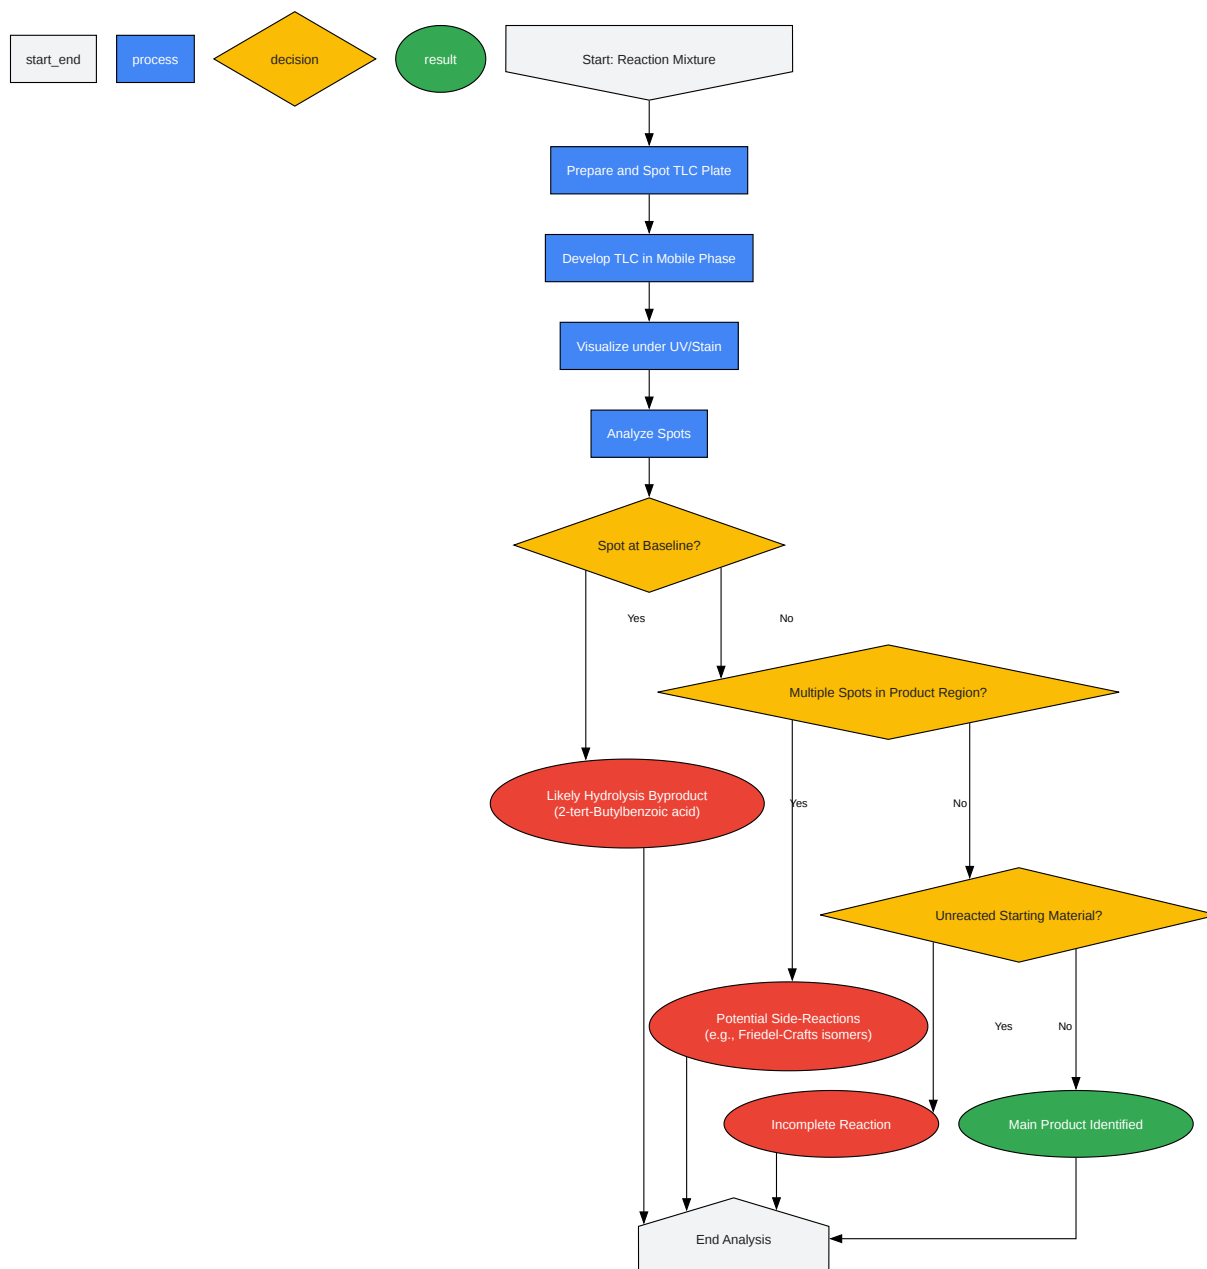 start_end
process
decision
result
Start: Reaction Mixture
Prepare and Spot TLC Plate
Develop TLC in Mobile Phase
Visualize under UV/Stain
Analyze Spots
Spot at Baseline?
Yes
No
Multiple Spots in Product Region?
Likely Hydrolysis Byproduct
(2-tert-Butylbenzoic acid)
Yes
No
Unreacted Starting Material?
Potential Side-Reactions
(e.g., Friedel-Crafts isomers)
Yes
No
Incomplete Reaction
Main Product Identified
End Analysis